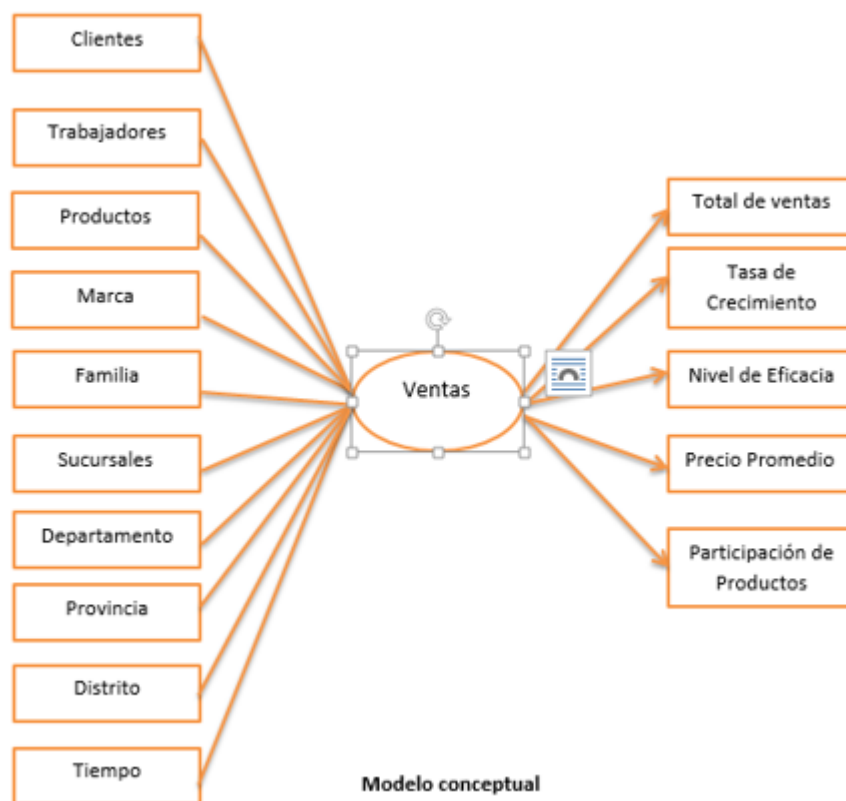 Clientes
Trabajadores
Productos
Marca
Familia
Sucursales
Departamento
Provincia
Distrito
Tiempo
Ventas
Total de ventas
Tasa de
Crecimiento
Nivel de Eficacia
Precio Promedio
Participación de
Productos
Modelo conceptual